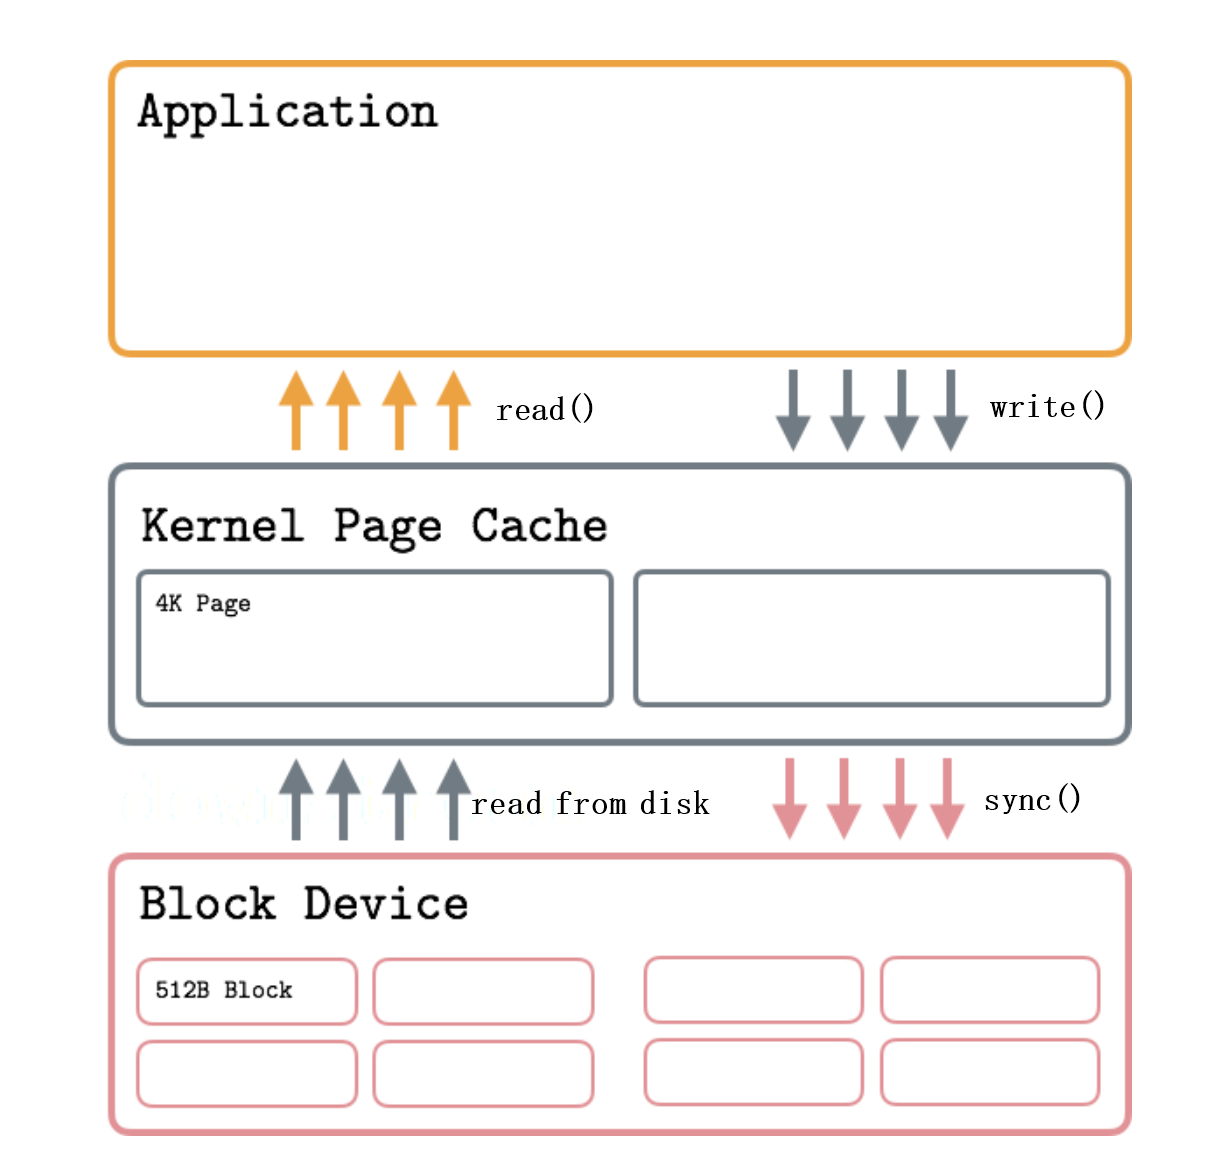 Application
read()
write()
Kernel Page Cache
4K Page
read from disk
sync()
Block Device
512B Block